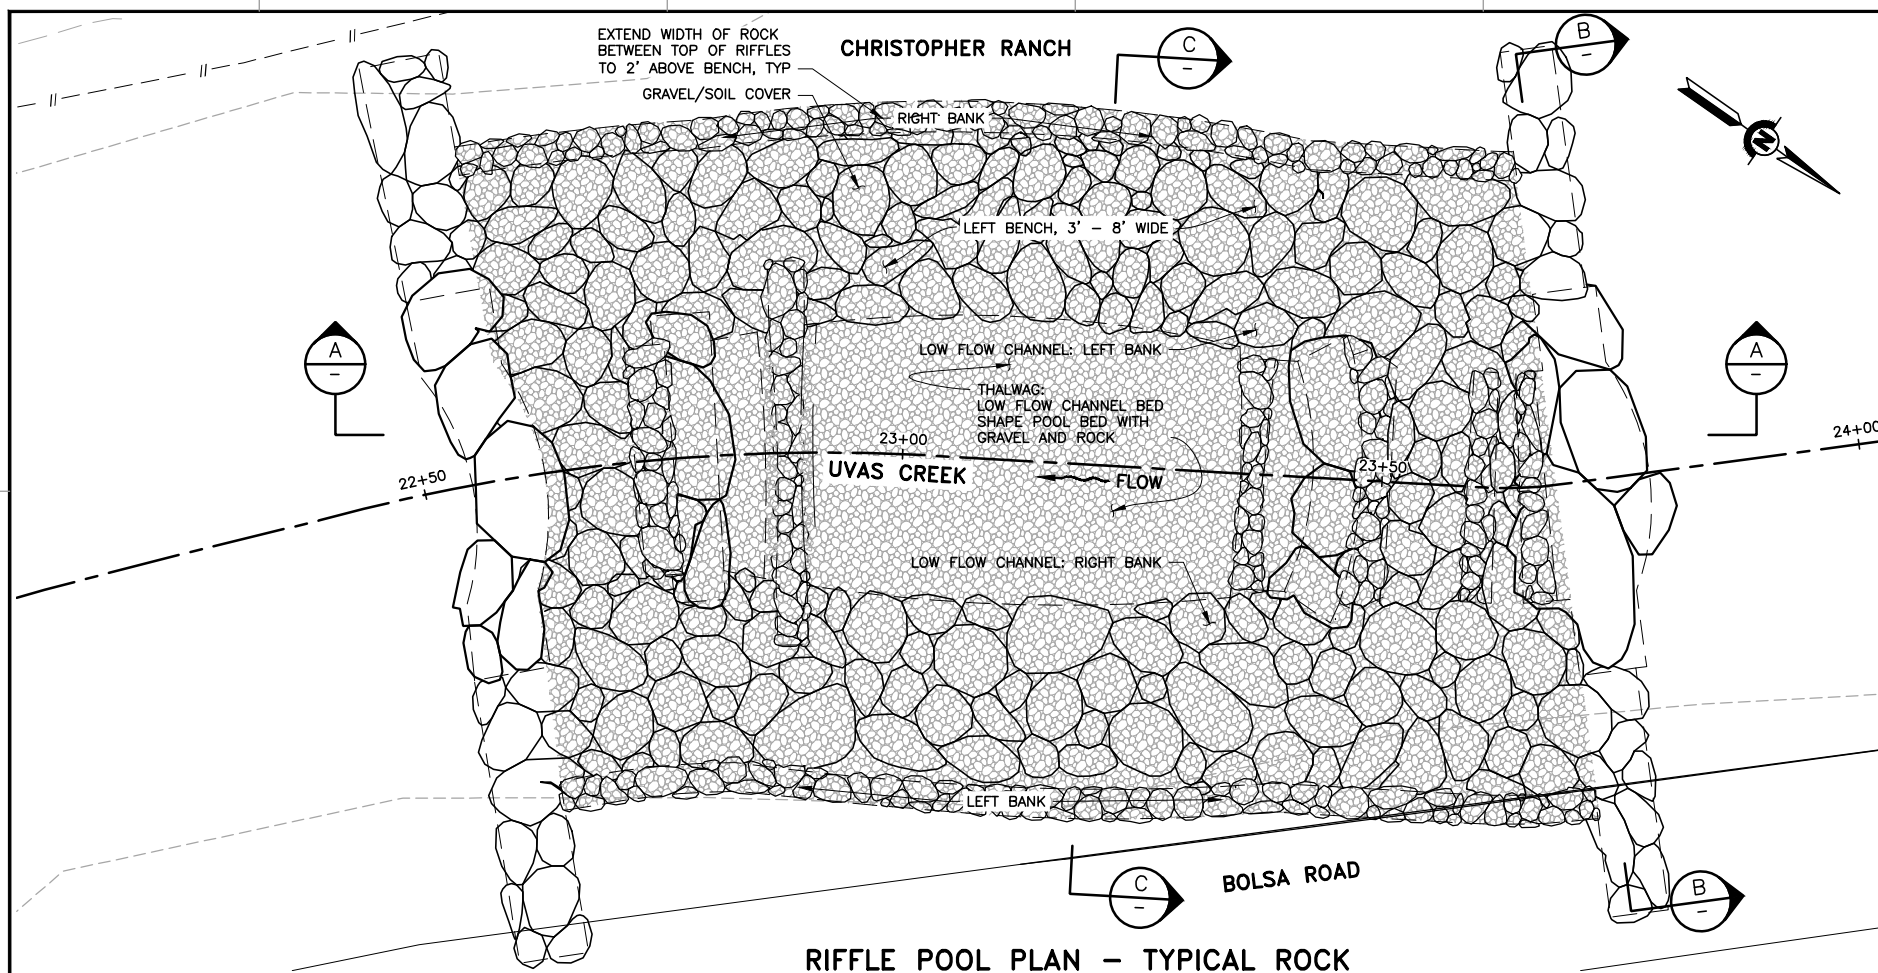 EXTEND WIDTH OF ROCK
BETWEEN TOP OF RIFFLES
TO 2' ABOVE BENCH, TYP
GRAVEL/SOIL COVER
CHRISTOPHER RANCH
C
-
B
-
N
RIGHT BANK
LEFT BENCH, 3' - 8' WIDE
A
-
A
-
LOW FLOW CHANNEL: LEFT BANK
THALWAG:
LOW FLOW CHANNEL BED
SHAPE POOL BED WITH
GRAVEL AND ROCK
22+50
23+00
23+50
24+00
UVAS CREEK
FLOW
LOW FLOW CHANNEL: RIGHT BANK
LEFT BANK
C
-
BOLSA ROAD
B
-
RIFFLE POOL PLAN - TYPICAL ROCK